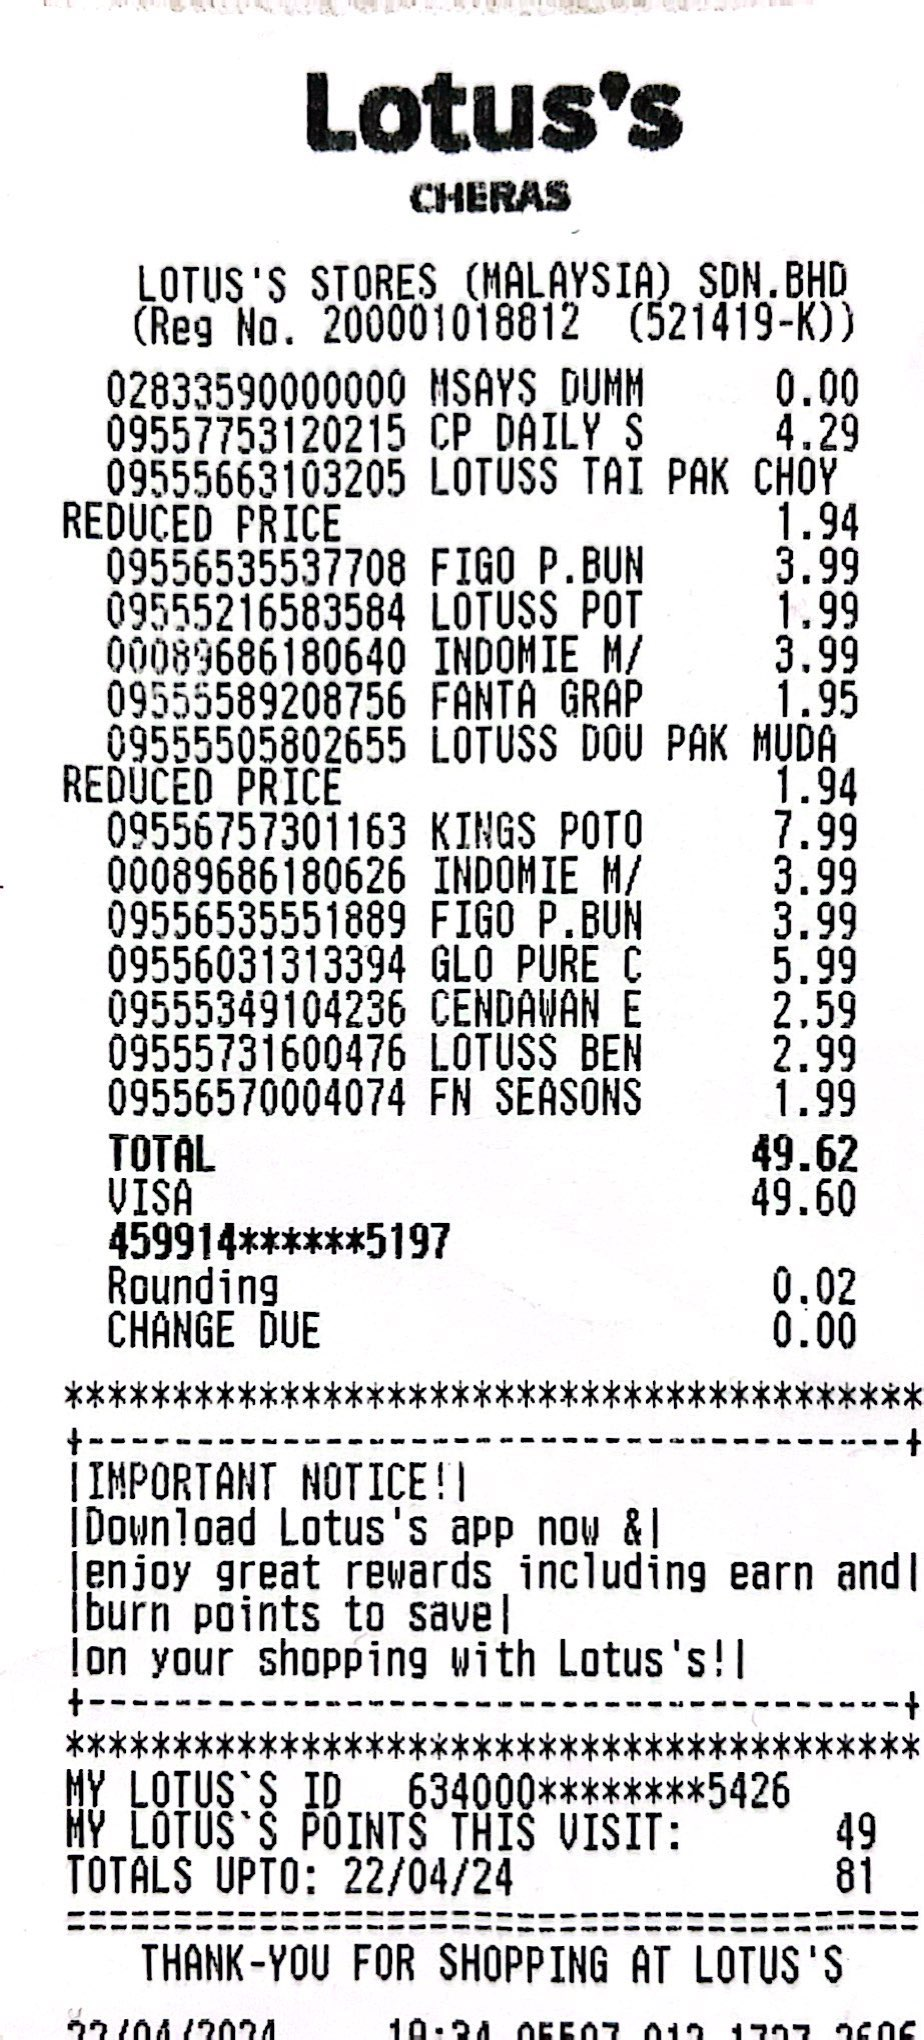 Lotus's
CHERAS
LOTUS'S STORES (MALAYSIA) SDN.BHD
(Reg No. 200001018812 (521419-K))
02833590000000 MSAYS DUMM 0.00
09557753120215 CP DAILY S 4.29
09555663103205 LOTUSS TAI PAK CHOY
REDUCED PRICE 1.94
09556535537708 FIGO P.BUN 3.99
09555216583584 LOTUSS POT 1.99
00089686180640 INDOMIE M/ 3.99
09555589208756 FANTA GRAP 1.95
09555505802655 LOTUSS DOU PAK MUDA
REDUCED PRICE 1.94
09556757301163 KINGS POTO 7.99
00089686180626 INDOMIE M/ 3.99
09556535551889 FIGO P.BUN 3.99
09556031313394 GLO PURE C 5.99
09555349104236 CENDAWAN E 2.59
09555731600476 LOTUSS BEN 2.99
09556570004074 FN SEASONS 1.99
TOTAL 49.62
VISA 49.60
459914******5197
Rounding 0.02
CHANGE DUE 0.00
****************************************
+--------------------------------------+
|IMPORTANT NOTICE!|
|Download Lotus's app now &|
|enjoy great rewards including earn and|
|burn points to save|
|on your shopping with Lotus's!|
+--------------------------------------+
****************************************
MY LOTUS`S ID 634000********5426
MY LOTUS`S POINTS THIS VISIT: 49
TOTALS UPTO: 22/04/24 81
========================================
THANK-YOU FOR SHOPPING AT LOTUS'S
22/04/2024 19:34